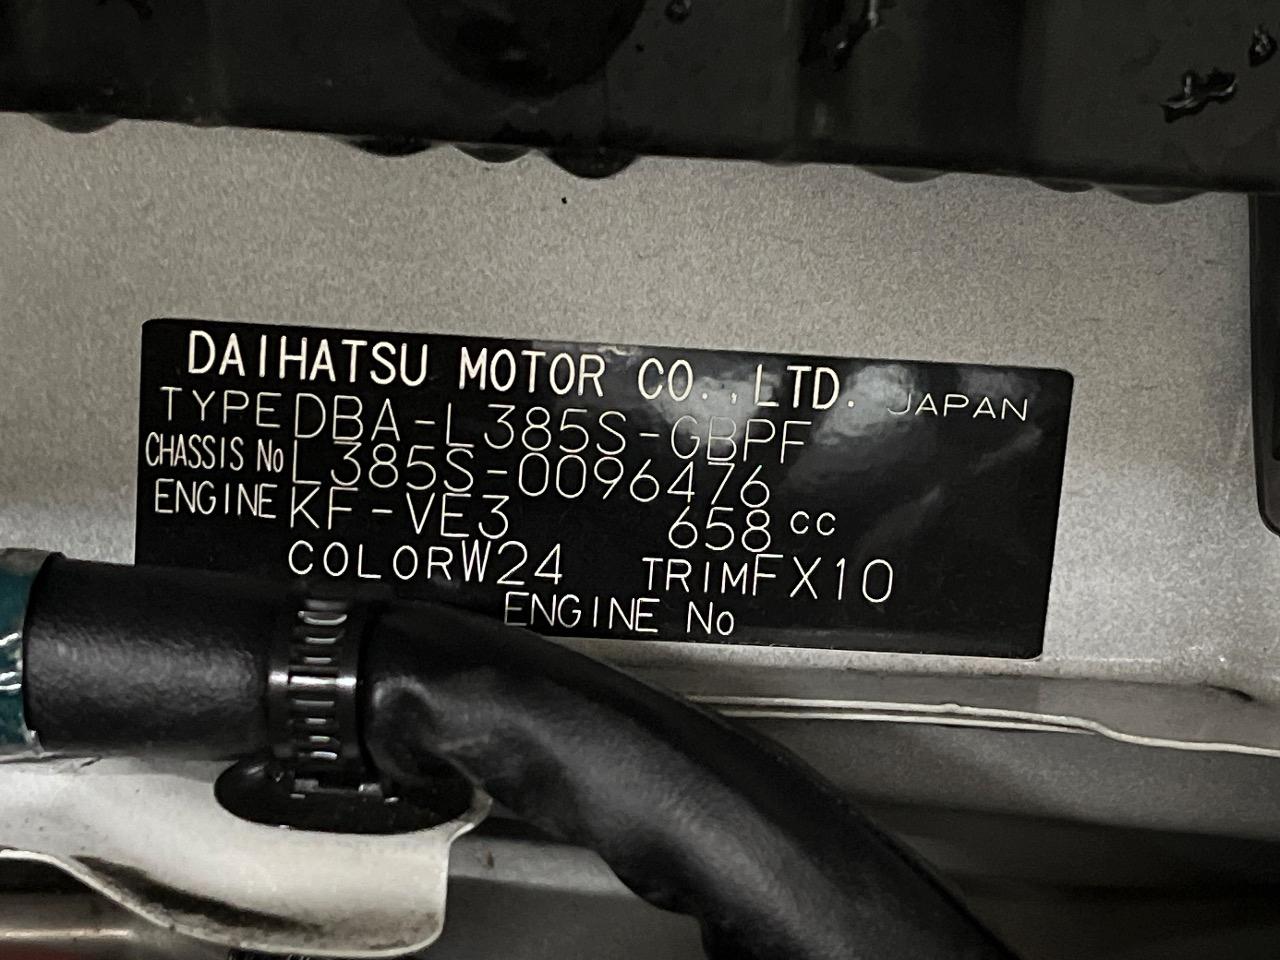 DAIHATSU MOTOR CO.,LTD. JAPAN
TYPE DBA-L385S-GBPF
CHASSIS No L385S-0096476
ENGINE KF-VE3 658 cc
COLOR W24 TRIM FX10
ENGINE No